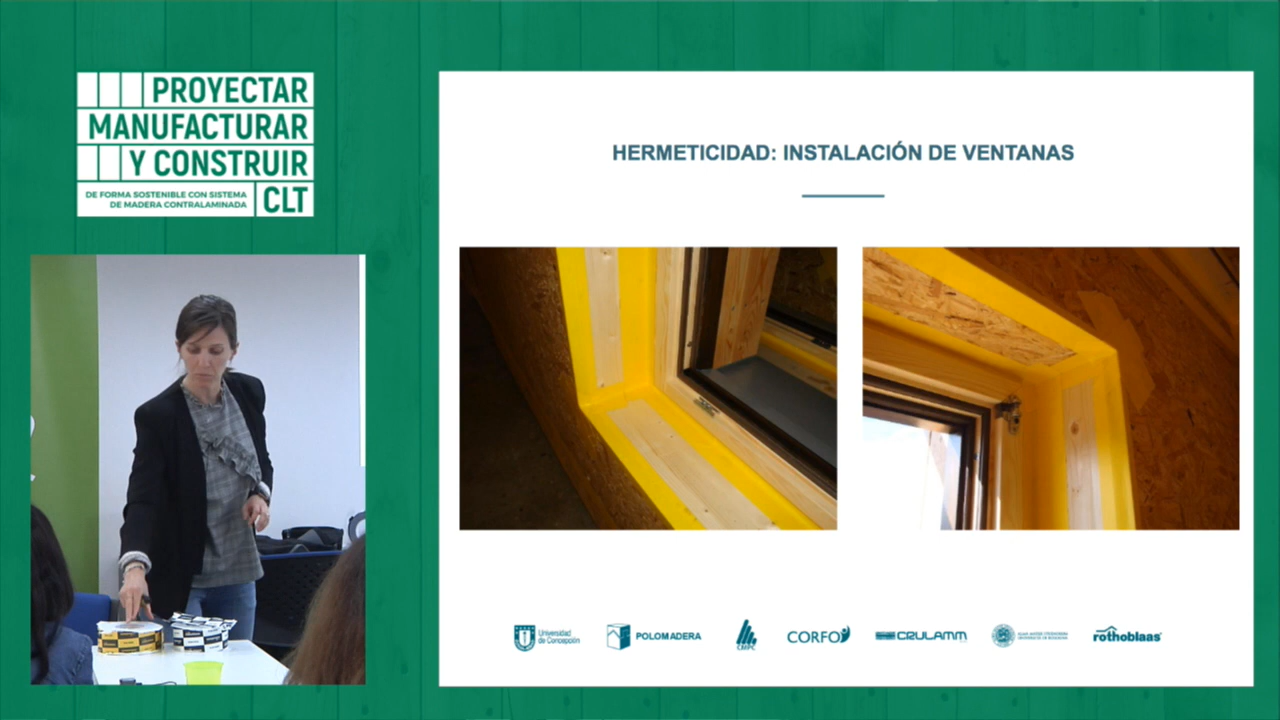 PROYECTAR
MANUFACTURAR
Y CONSTRUIR
DE FORMA SOSTENIBLE CON SISTEMA
DE MADERA CONTRALAMINADA
CLT
HERMETICIDAD: INSTALACIÓN DE VENTANAS
Universidad
de Concepción
POLOMADERA
CMPC
CORFO
CRULAMM
rothoblaas